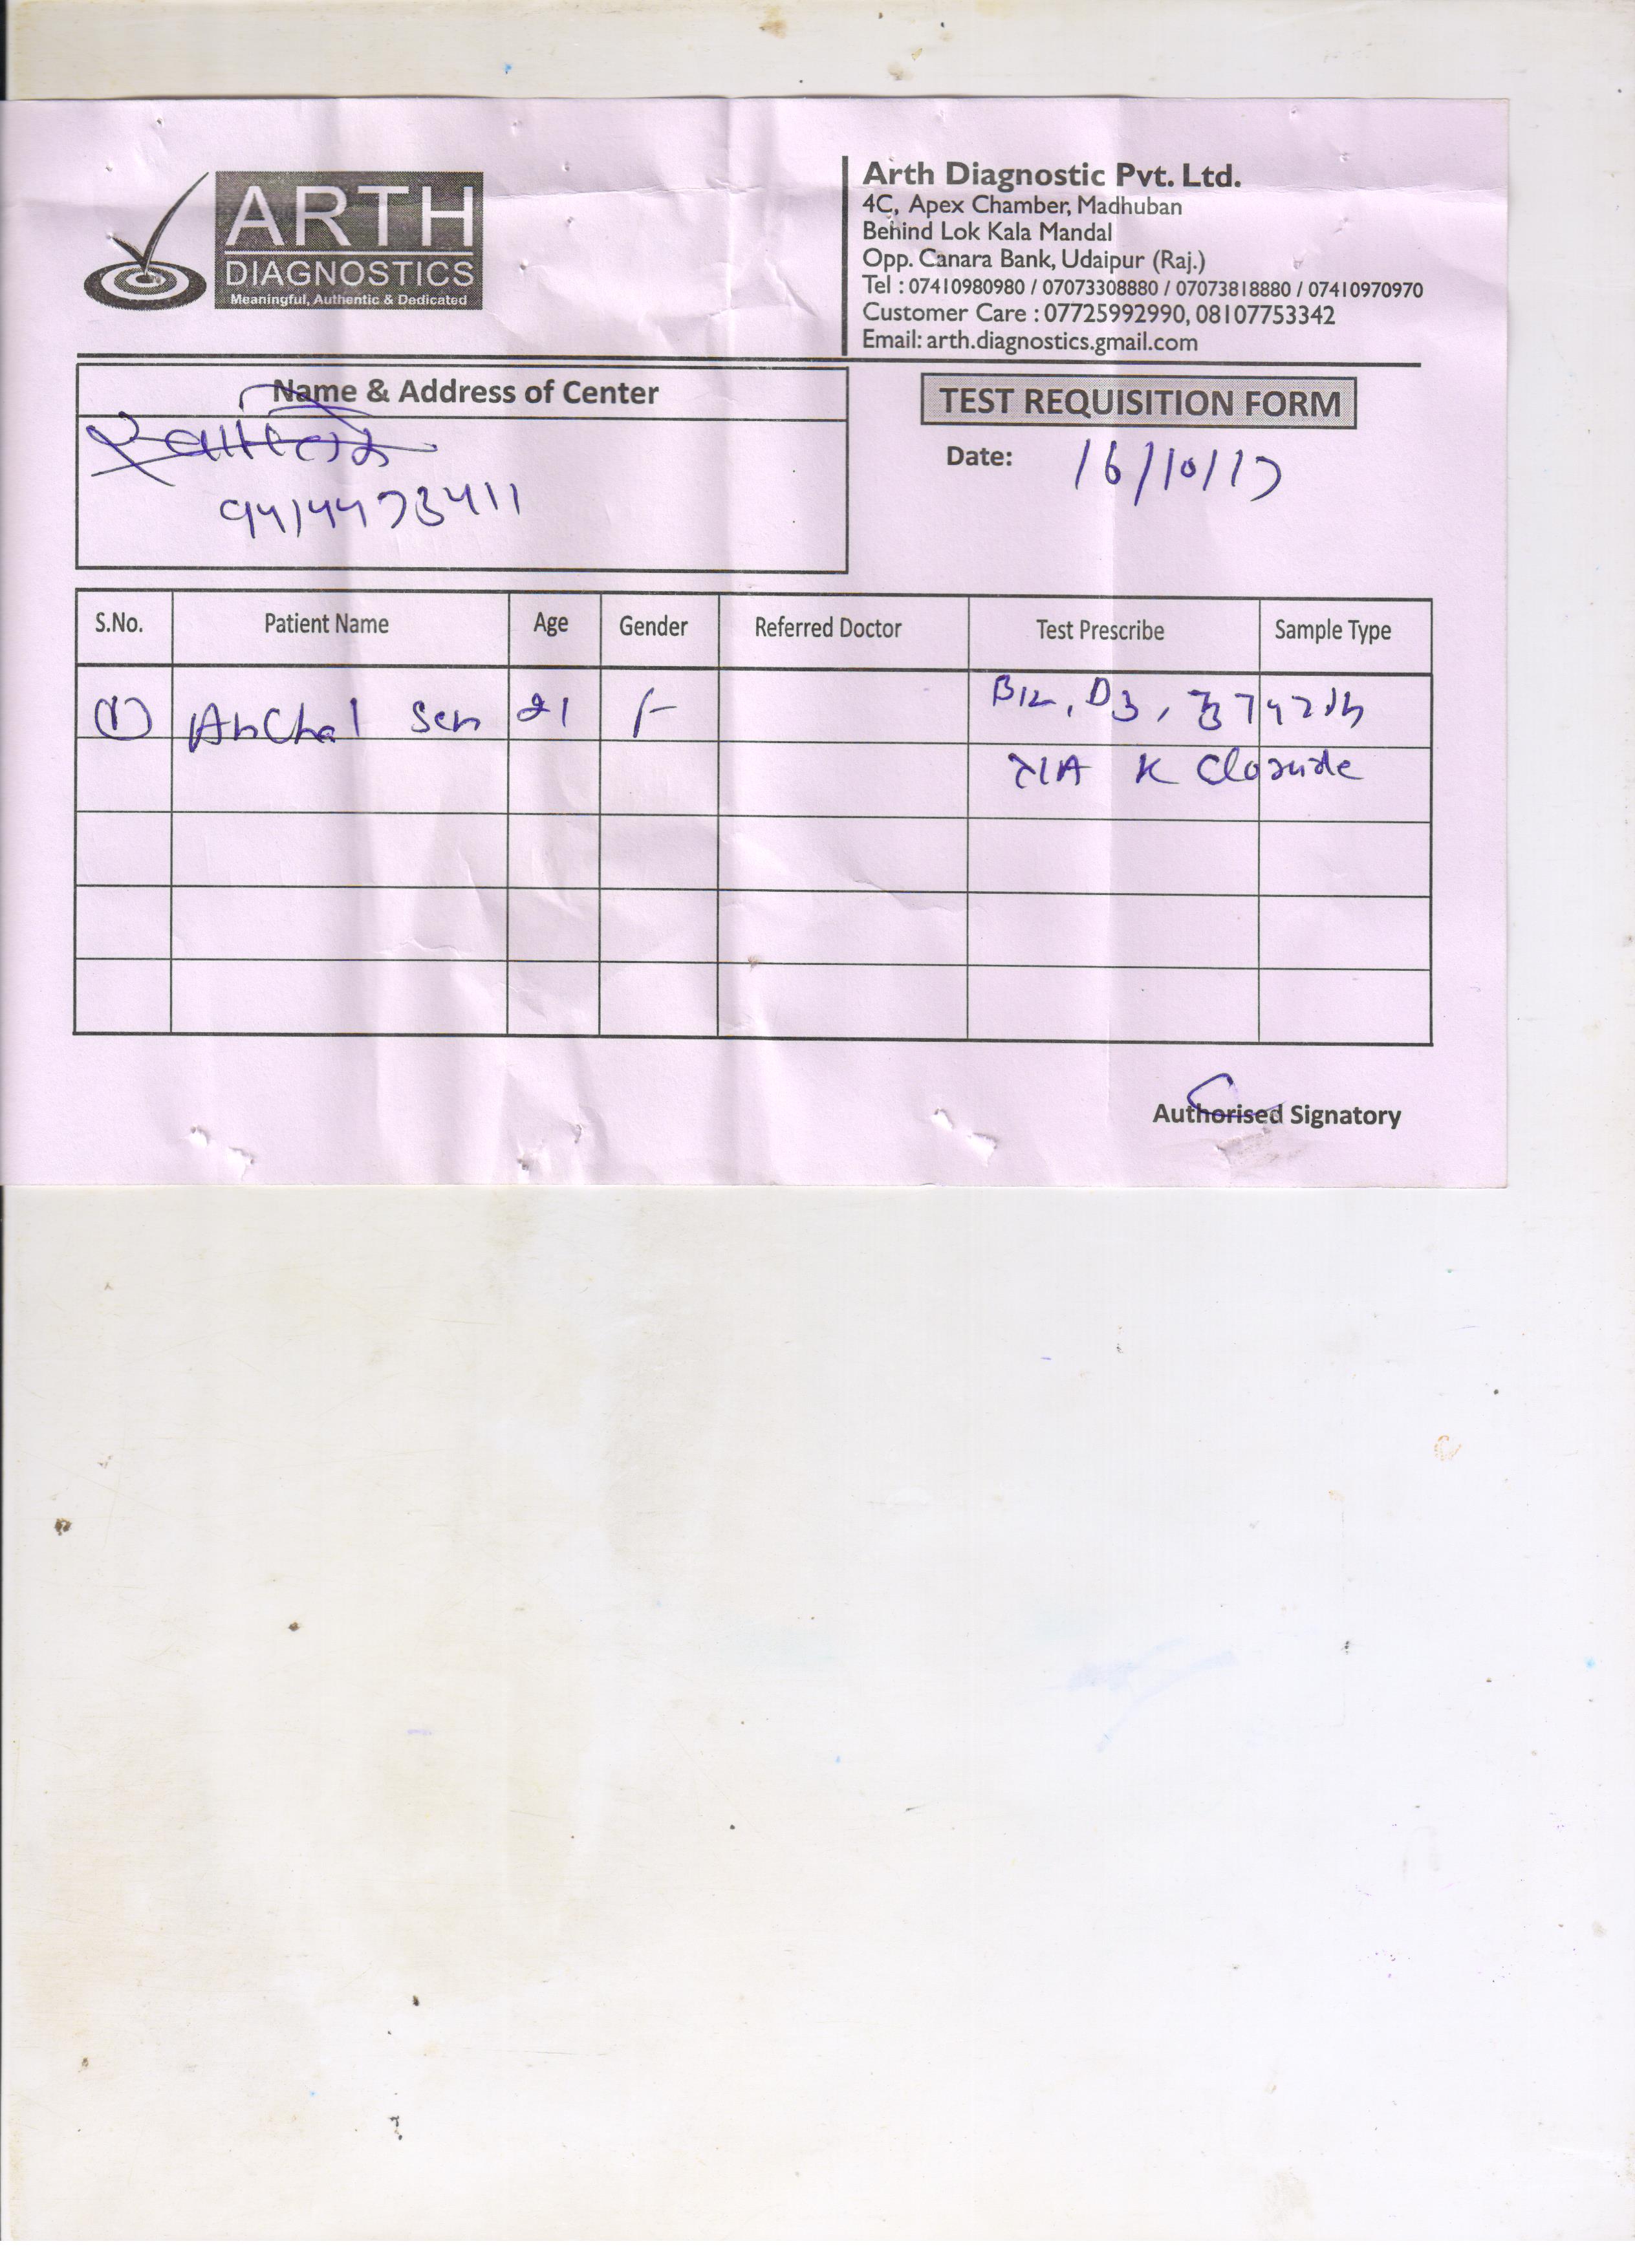 ARTH
DIAGNOSTICS
Meaningful, Authentic & Dedicated
Arth Diagnostic Pvt. Ltd.
4C, Apex Chamber, Madhuban
Behind Lok Kala Mandal
Opp. Canara Bank, Udaipur (Raj.)
Tel : 07410980980 / 07073308880 / 07073818880 / 07410970970
Customer Care : 07725992990, 08107753342
Email: arth.diagnostics.gmail.com
Name & Address of Center
9414473411
TEST REQUISITION FORM
Date: 16/10/17
S.No. Patient Name Age Gender Referred Doctor Test Prescribe Sample Type
(1) Anchal Sen 21 F B12, D3,
K Cloride
Authorised Signatory